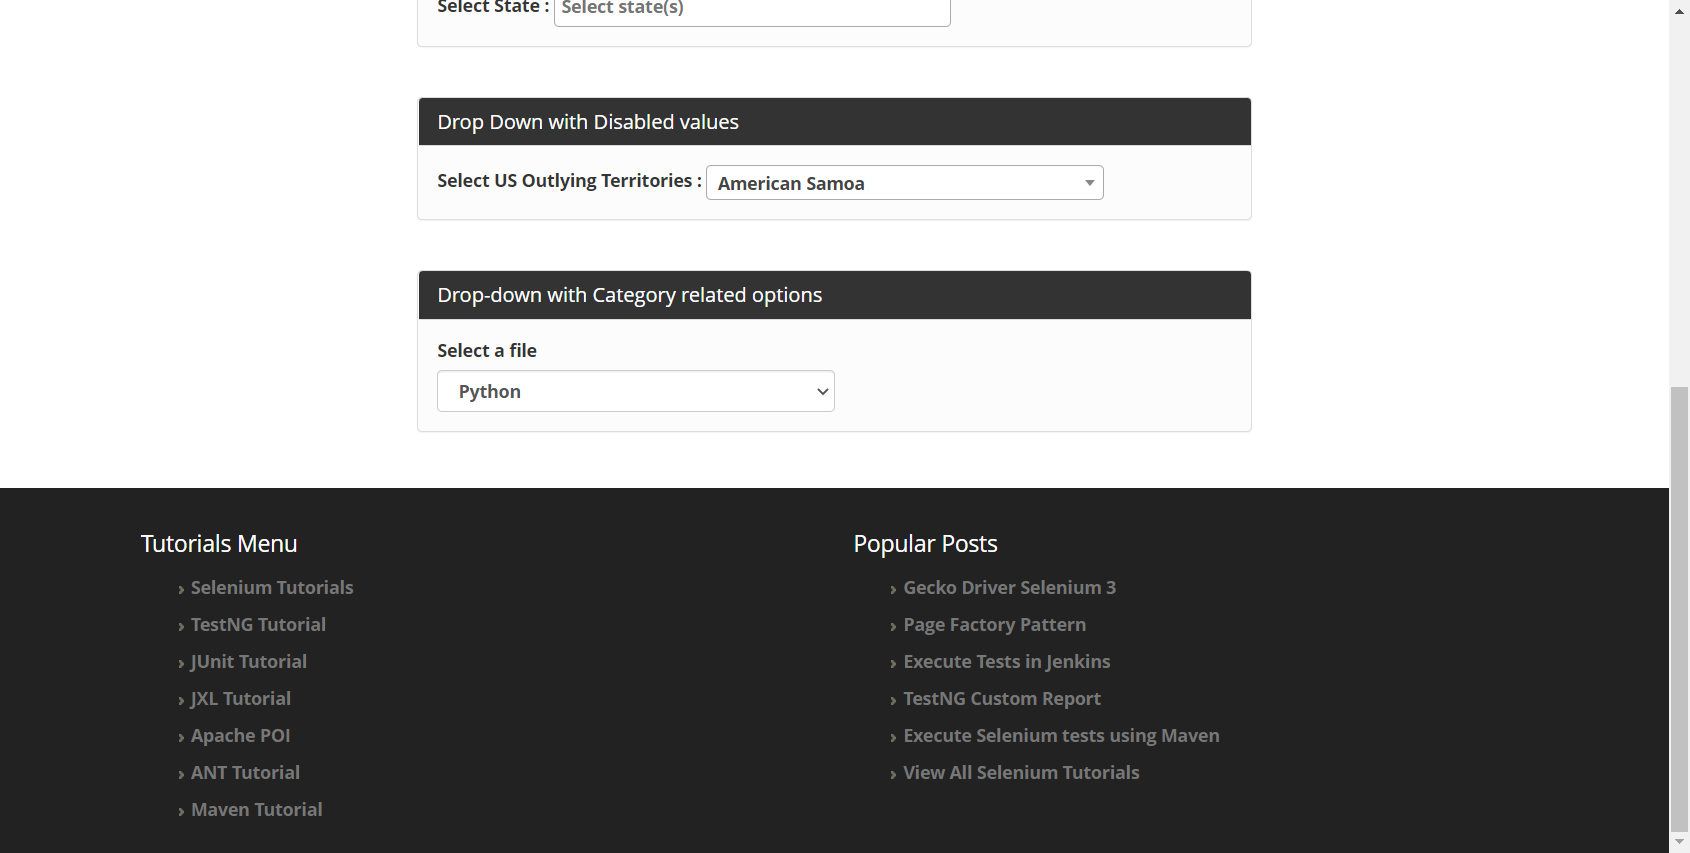 Select State : Select state(s)
Drop Down with Disabled values
Select US Outlying Territories : American Samoa
Drop-down with Category related options
Select a file
Python
Tutorials Menu
Selenium Tutorials
TestNG Tutorial
JUnit Tutorial
JXL Tutorial
Apache POI
ANT Tutorial
Maven Tutorial
Popular Posts
Gecko Driver Selenium 3
Page Factory Pattern
Execute Tests in Jenkins
TestNG Custom Report
Execute Selenium tests using Maven
View All Selenium Tutorials